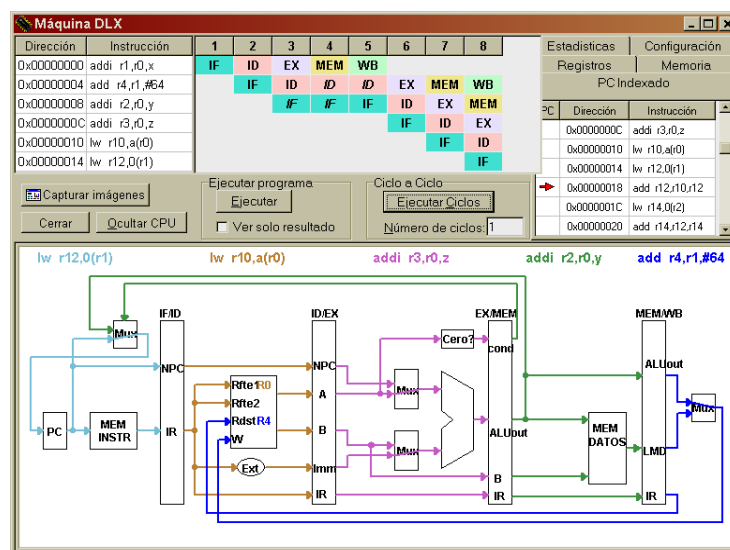 Máquina DLX
Dirección Instrucción 1 2 3 4 5 6 7 8
0x00000000 addi r1,r0,x IF ID EX MEM WB
0x00000004 addi r4,r1,#64 IF ID ID ID EX MEM WB
0x00000008 addi r2,r0,y IF IF IF ID EX MEM
0x0000000C addi r3,r0,z IF ID EX
0x00000010 lw r10,a(r0) IF ID
0x00000014 lw r12,0(r1) IF
Estadisticas Configuración
Registros Memoria
PC Indexado
PC Dirección Instrucción
0x0000000C addi r3,r0,z
0x00000010 lw r10,a(r0)
0x00000014 lw r12,0(r1)
0x00000018 add r12,r10,r12
0x0000001C lw r14,0(r2)
0x00000020 add r14,r12,r14
Capturar imágenes
Cerrar Ocultar CPU
Ejecutar programa
Ejecutar
Ver solo resultado
Ciclo a Ciclo
Ejecutar Ciclos
Número de ciclos: 1
lw r12,0(r1) lw r10,a(r0) addi r3,r0,z addi r2,r0,y add r4,r1,#64
IF/ID ID/EX EX/MEM MEM/WB
Mux Cero? cond
NPC NPC ALUout
Rfte1 R0 A Mux Mux
Rfte2
PC MEM INSTR IR Rdst R4 B ALUout MEM DATOS
W Mux LMD
Ext Imm B
IR IR IR